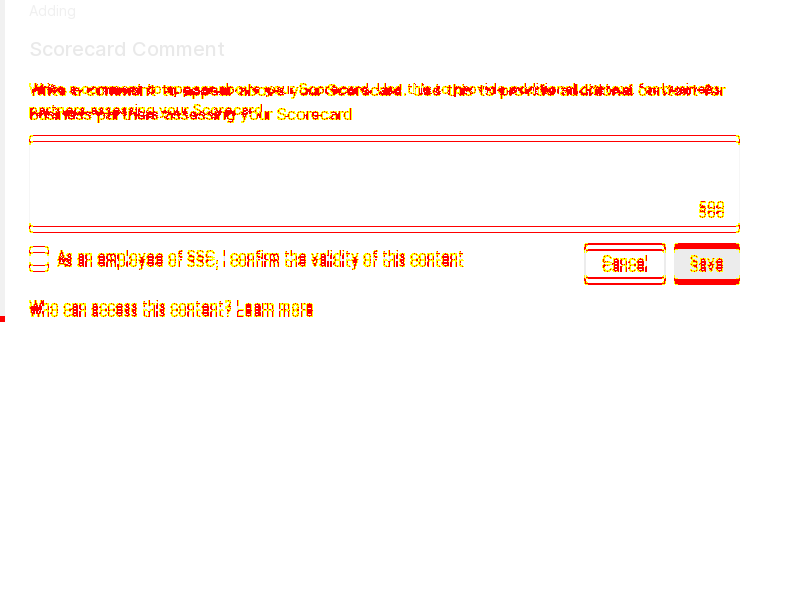 Adding
Scorecard Comment
Write a comment to appear above your Scorecard. Use this to provide additional context for
business partners assessing your Scorecard
500
As an employee of SSC, I confirm the validity of this content
Cancel
Save
Who can access this content? Learn more